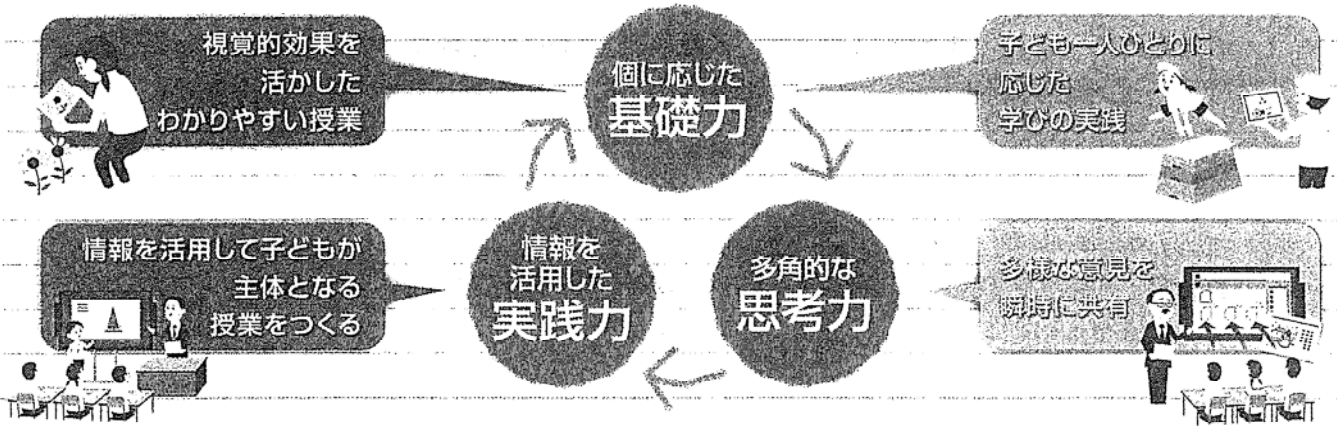 視覚的効果を
活かした
わかりやすい授業
個に応じた
基礎力
子ども一人ひとりに
応じた
学びの実践
情報を活用して子どもが
主体となる
授業をつくる
情報を
活用した
実践力
多角的な
思考力
多様な意見を
瞬時に共有